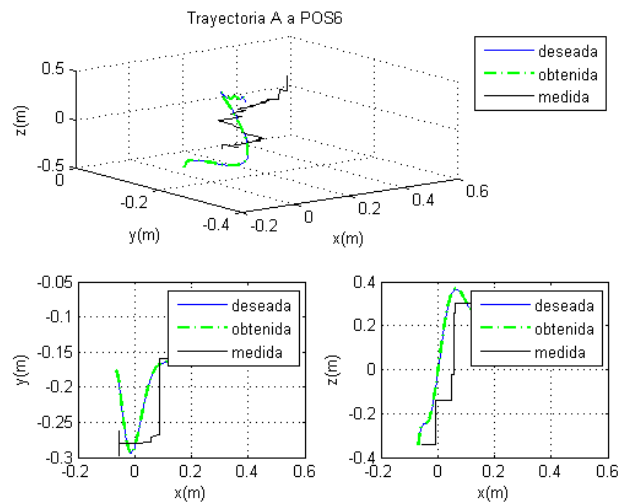 Trayectoria A a POS6
deseada
obtenida
medida
z(m)
0.5
0
-0.5
0
-0.2
-0.4
y(m)
-0.2
0
0.2
0.4
0.6
x(m)
y(m)
-0.05
-0.1
-0.15
-0.2
-0.25
-0.3
-0.2
0
0.2
0.4
0.6
x(m)
deseada
obtenida
medida
z(m)
0.4
0.2
0
-0.2
-0.4
-0.2
0
0.2
0.4
0.6
x(m)
deseada
obtenida
medida